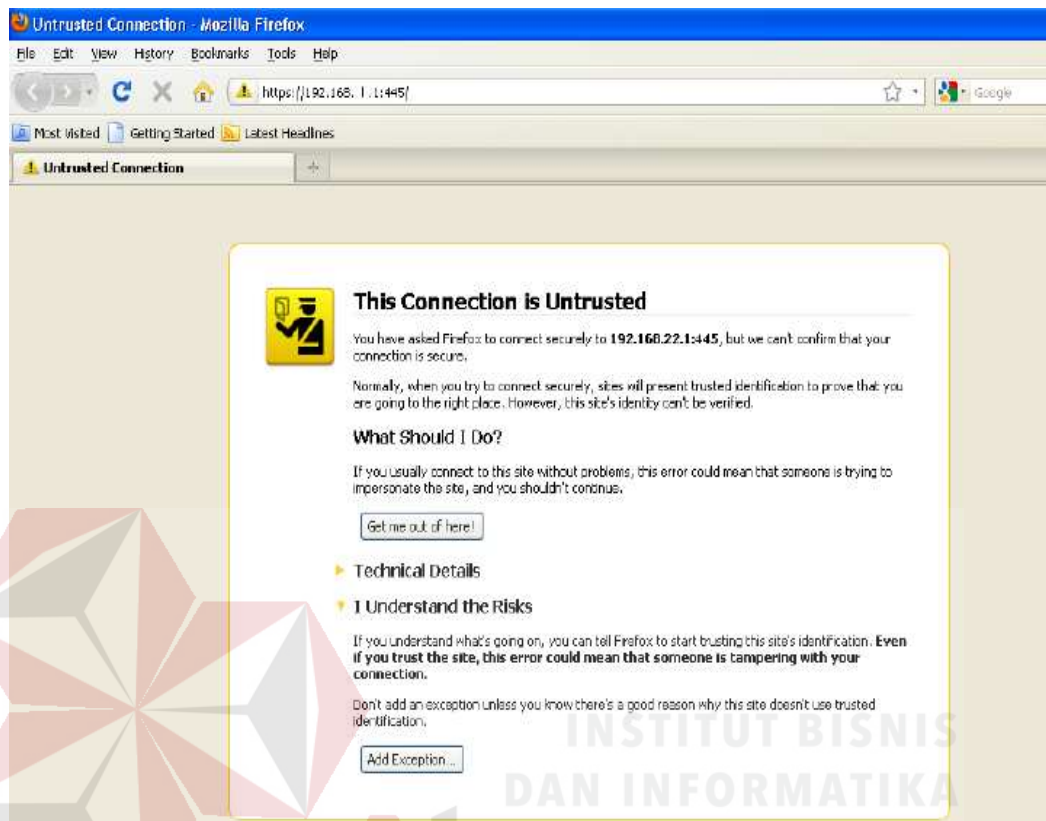 Untrusted Connection - Mozilla Firefox
File Edit View History Bookmarks Tools Help
https://192.168. 1 .1:445/
Google
Most Visited Getting Started Latest Headlines
Untrusted Connection
This Connection is Untrusted
You have asked Firefox to connect securely to 192.168.22.1:445, but we can't confirm that your
connection is secure.
Normally, when you try to connect securely, sites will present trusted identification to prove that you
are going to the right place. However, this site's identity can't be verified.
What Should I Do?
If you usually connect to this site without problems, this error could mean that someone is trying to
impersonate the site, and you shouldn't continue.
Get me out of here!
Technical Details
I Understand the Risks
If you understand what's going on, you can tell Firefox to start trusting this site's identification. Even
if you trust the site, this error could mean that someone is tampering with your
connection.
Don't add an exception unless you know there's a good reason why this site doesn't use trusted
identification.
Add Exception...
INSTITUT BISNIS
DAN INFORMATIKA